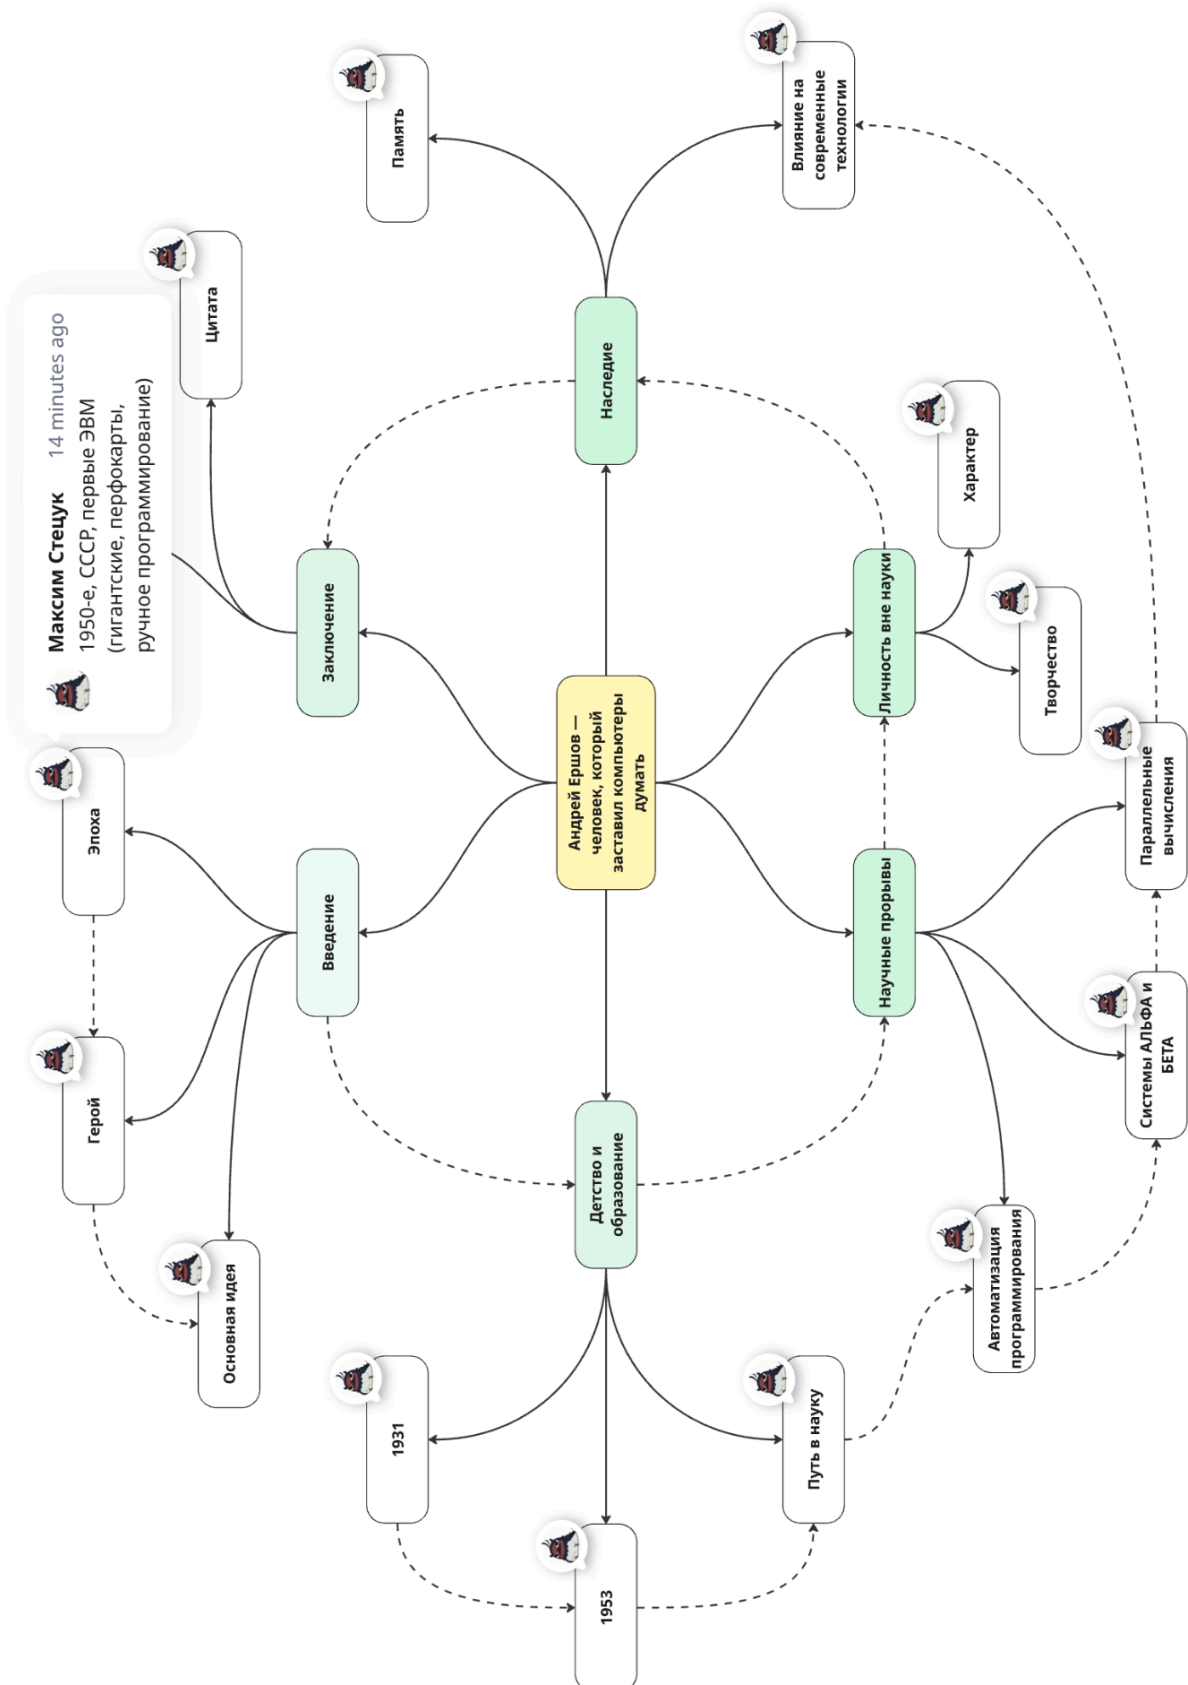 Максим Стецук 14 minutes ago
1950-е, СССР, первые ЭВМ
(гигантские, перфокарты,
ручное программирование)
Эпоха
Герой
Основная идея
Введение
Заключение
Цитата
Память
1931
1953
Детство и
образование
Андрей Ершов —
человек, который
заставил компьютеры
думать
Наследие
Влияние на
современные
технологии
Путь в науку
Научные прорывы
Личность вне науки
Характер
Творчество
Автоматизация
программирования
Системы АЛЬФА и
БЕТА
Параллельные
вычисления